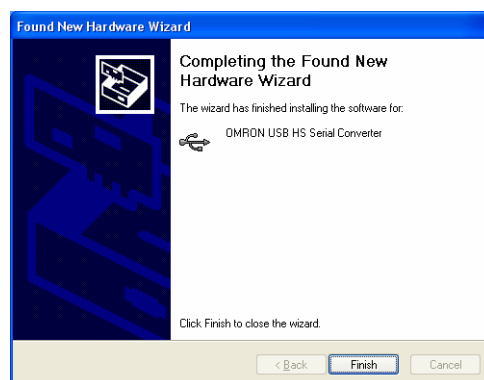 Found New Hardware Wizard
Completing the Found New
Hardware Wizard
The wizard has finished installing the software for:
OMRON USB HS Serial Converter
Click Finish to close the wizard.
< Back
Finish
Cancel